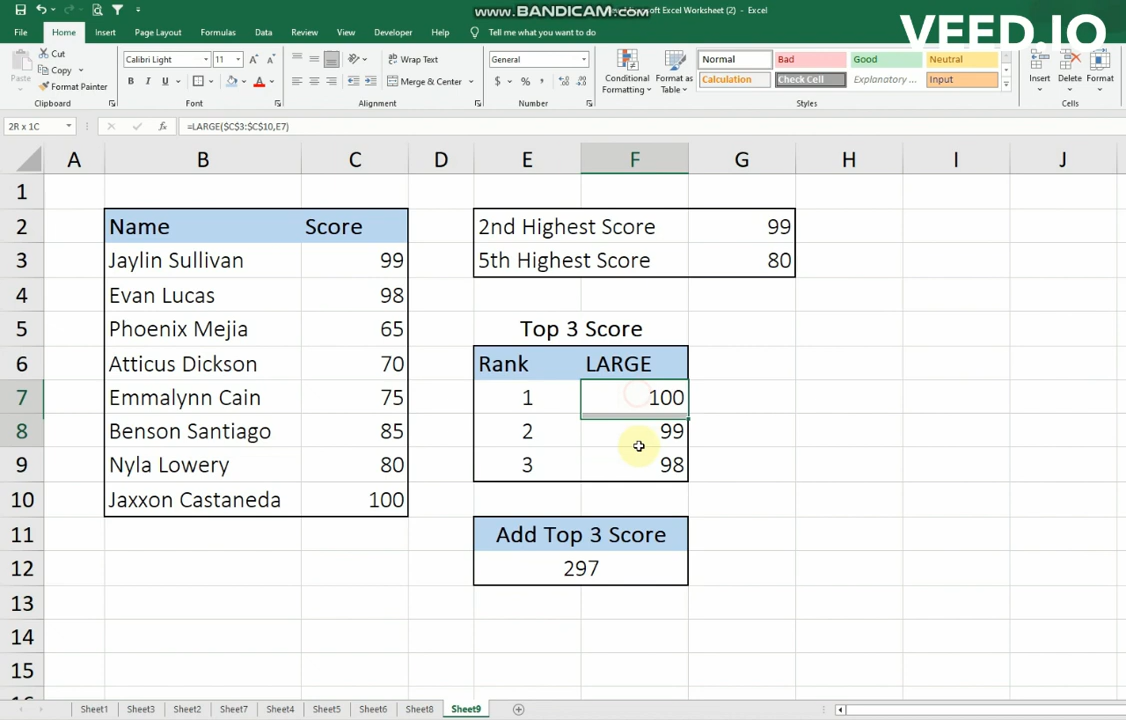 www.BANDICAM.com
Microsoft Excel Worksheet (2) - Excel
VEED.IO
File Home Insert Page Layout Formulas Data Review View Developer Help Tell me what you want to do
Paste
Cut
Copy
Format Painter
Clipboard
Calibri Light 11
B I U
Font
Wrap Text
Merge & Center
Alignment
General
$ % ,
Number
Conditional Formatting
Format as Table
Normal Bad Good Neutral
Calculation Check Cell Explanatory ... Input
Styles
Insert Delete Format
Cells
2R x 1C fx =LARGE($C$3:$C$10,E7)
A B C D E F G H I J
1
2 Name Score 2nd Highest Score 99
3 Jaylin Sullivan 99 5th Highest Score 80
4 Evan Lucas 98
5 Phoenix Mejia 65 Top 3 Score
6 Atticus Dickson 70 Rank LARGE
7 Emmalynn Cain 75 1 100
8 Benson Santiago 85 2 99
9 Nyla Lowery 80 3 98
10 Jaxxon Castaneda 100
11 Add Top 3 Score
12 297
13
14
15
Sheet1 Sheet3 Sheet2 Sheet7 Sheet4 Sheet5 Sheet6 Sheet8 Sheet9